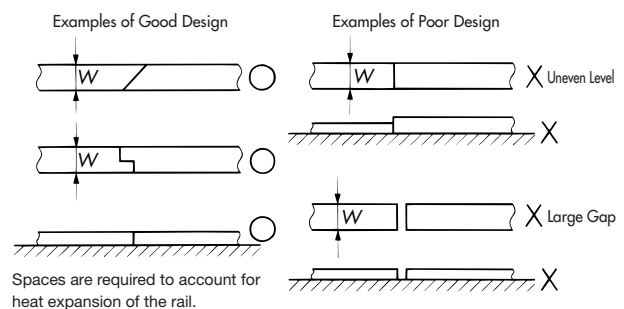 Examples of Good Design
W
W
Spaces are required to account for
heat expansion of the rail.
Examples of Poor Design
W
Uneven Level
W
Large Gap